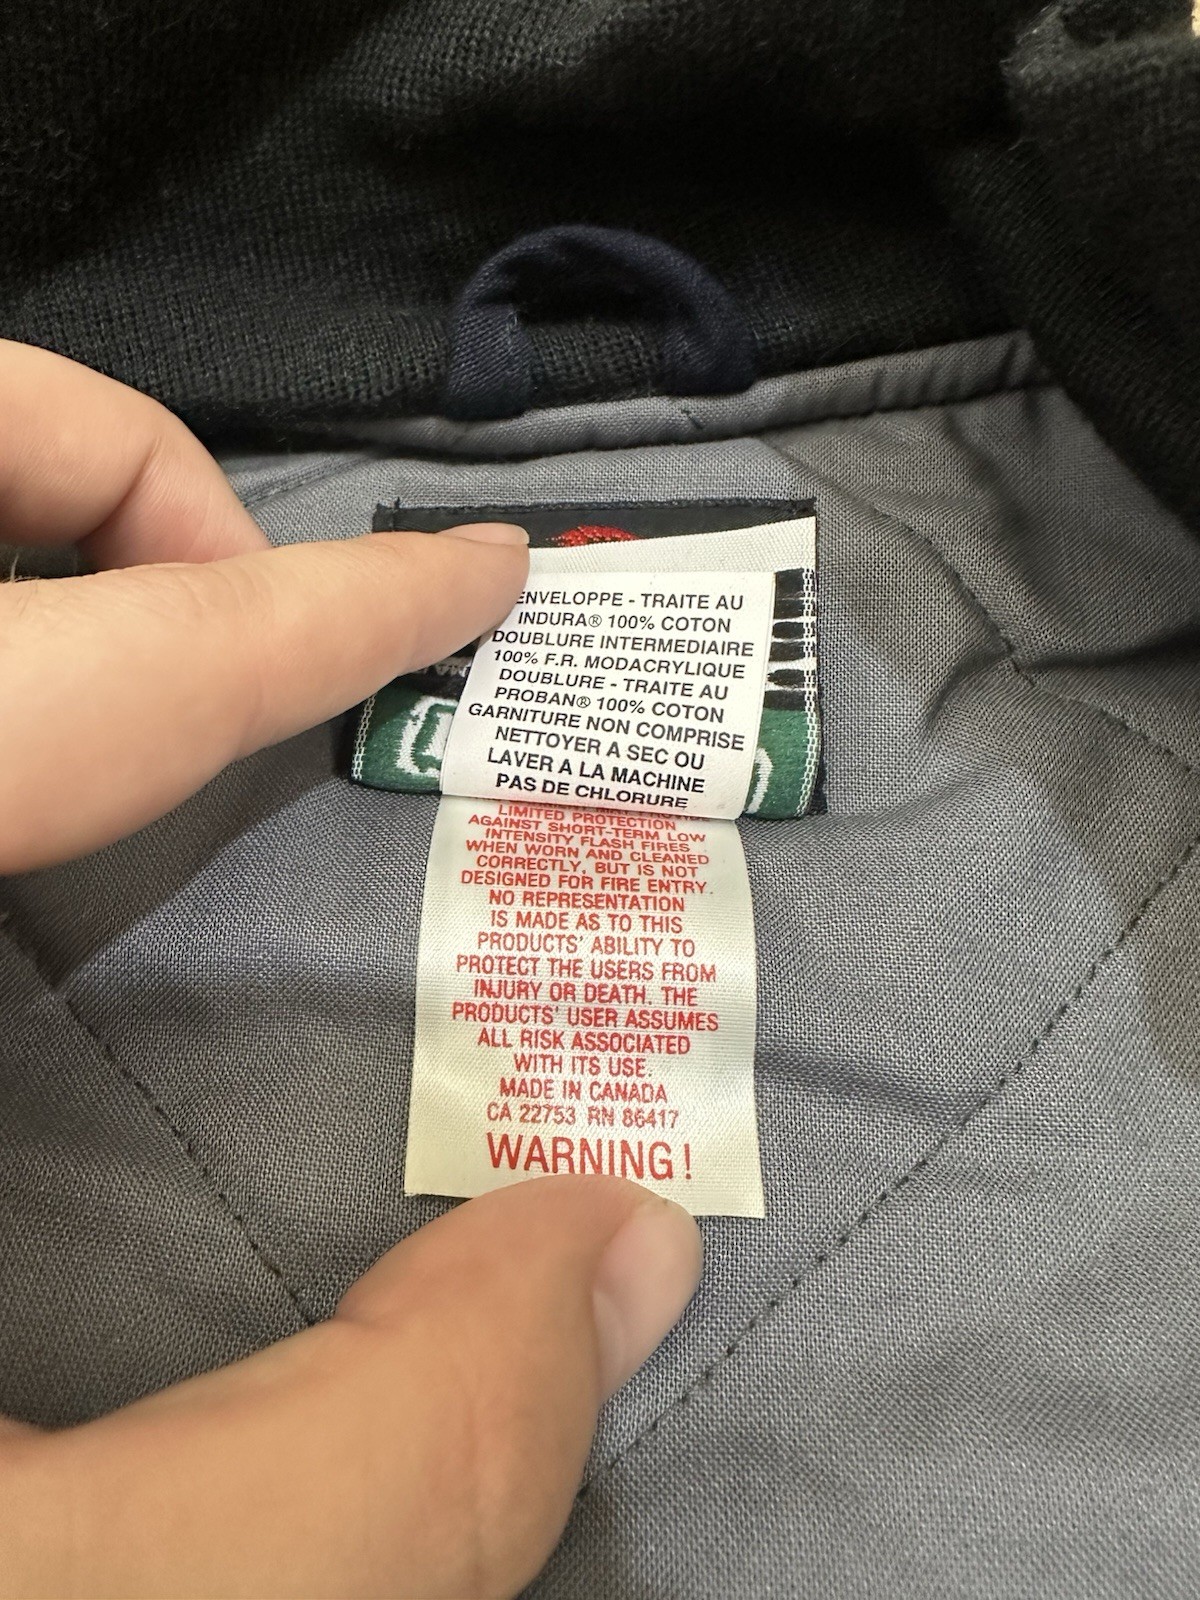 ENVELOPPE - TRAITE AU
INDURA® 100% COTON
DOUBLURE INTERMEDIAIRE
100% F.R. MODACRYLIQUE
DOUBLURE - TRAITE AU
PROBAN® 100% COTON
GARNITURE NON COMPRISE
NETTOYER A SEC OU
LAVER A LA MACHINE
PAS DE CHLORURE
LIMITED PROTECTION
AGAINST SHORT-TERM LOW
INTENSITY FLASH FIRES
WHEN WORN AND CLEANED
CORRECTLY, BUT IS NOT
DESIGNED FOR FIRE ENTRY.
NO REPRESENTATION
IS MADE AS TO THIS
PRODUCTS' ABILITY TO
PROTECT THE USERS FROM
INJURY OR DEATH. THE
PRODUCTS' USER ASSUMES
ALL RISK ASSOCIATED
WITH ITS USE.
MADE IN CANADA
CA 22753 RN 86417
WARNING!